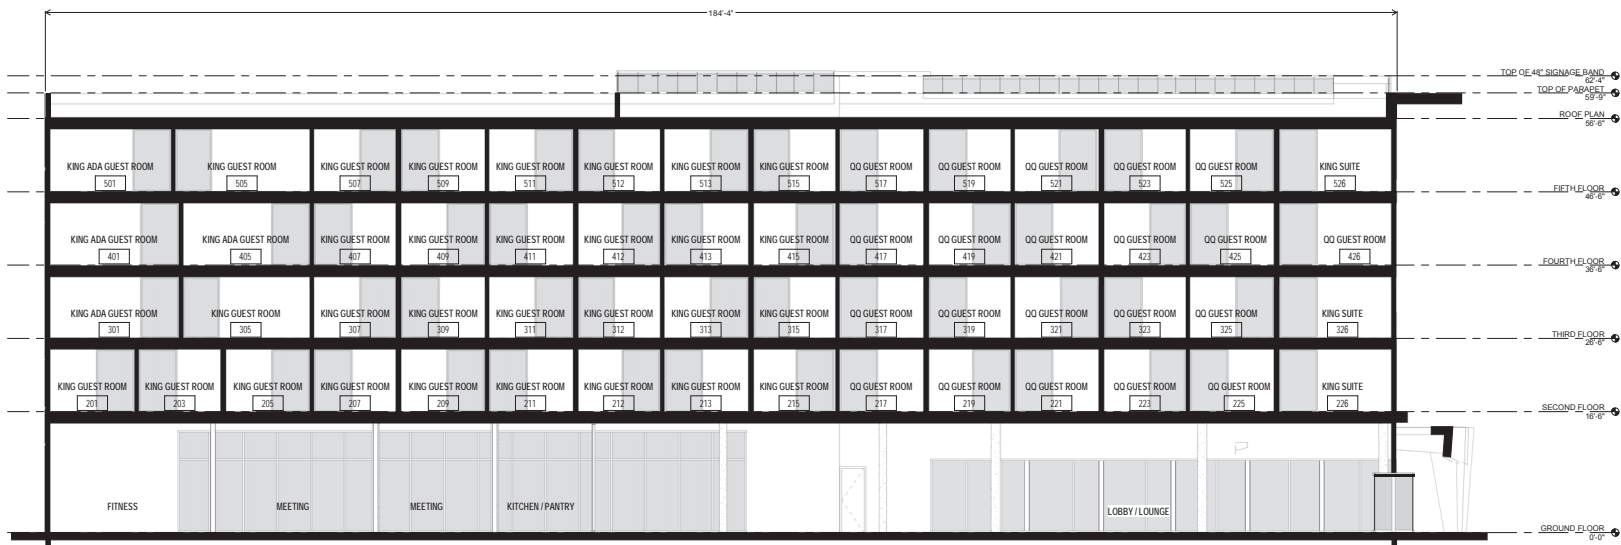 184'-4"
TOP OF 48" SIGNAGE BAND
62'-4"
TOP OF PARAPET
59'-9"
ROOF PLAN
56'-6"
KING ADA GUEST ROOM KING GUEST ROOM KING GUEST ROOM KING GUEST ROOM KING GUEST ROOM KING GUEST ROOM KING GUEST ROOM KING GUEST ROOM QQ GUEST ROOM QQ GUEST ROOM QQ GUEST ROOM QQ GUEST ROOM QQ GUEST ROOM KING SUITE
501 505 507 509 511 512 513 515 517 519 521 523 525 526
FIFTH FLOOR
46'-6"
KING ADA GUEST ROOM KING ADA GUEST ROOM KING GUEST ROOM KING GUEST ROOM KING GUEST ROOM KING GUEST ROOM KING GUEST ROOM KING GUEST ROOM QQ GUEST ROOM QQ GUEST ROOM QQ GUEST ROOM QQ GUEST ROOM QQ GUEST ROOM QQ GUEST ROOM
401 405 407 409 411 412 413 415 417 419 421 423 425 426
FOURTH FLOOR
36'-6"
KING ADA GUEST ROOM KING GUEST ROOM KING GUEST ROOM KING GUEST ROOM KING GUEST ROOM KING GUEST ROOM KING GUEST ROOM KING GUEST ROOM QQ GUEST ROOM QQ GUEST ROOM QQ GUEST ROOM QQ GUEST ROOM QQ GUEST ROOM KING SUITE
301 305 307 309 311 312 313 315 317 319 321 323 325 326
THIRD FLOOR
26'-6"
KING GUEST ROOM KING GUEST ROOM KING GUEST ROOM KING GUEST ROOM KING GUEST ROOM KING GUEST ROOM KING GUEST ROOM KING GUEST ROOM KING GUEST ROOM QQ GUEST ROOM QQ GUEST ROOM QQ GUEST ROOM QQ GUEST ROOM QQ GUEST ROOM KING SUITE
201 203 205 207 209 211 212 213 215 217 219 221 223 225 226
SECOND FLOOR
16'-6"
FITNESS MEETING MEETING KITCHEN / PANTRY LOBBY / LOUNGE
GROUND FLOOR
0'-0"